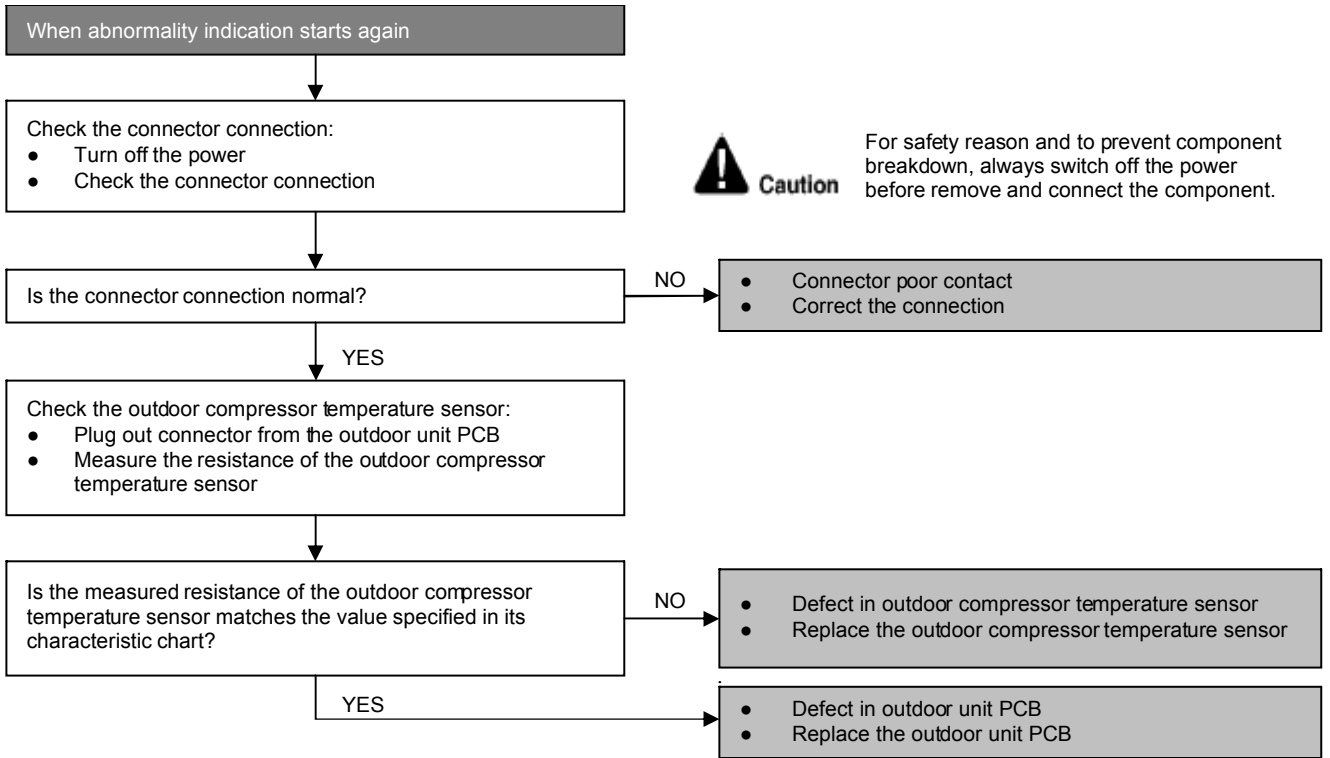 When abnormality indication starts again
Check the connector connection:
● Turn off the power
● Check the connector connection
For safety reason and to prevent component
breakdown, always switch off the power
before remove and connect the component.
Caution
Is the connector connection normal?
NO
● Connector poor contact
● Correct the connection
YES
Check the outdoor compressor temperature sensor:
● Plug out connector from the outdoor unit PCB
● Measure the resistance of the outdoor compressor
temperature sensor
Is the measured resistance of the outdoor compressor
temperature sensor matches the value specified in its
characteristic chart?
NO
● Defect in outdoor compressor temperature sensor
● Replace the outdoor compressor temperature sensor
YES
● Defect in outdoor unit PCB
● Replace the outdoor unit PCB